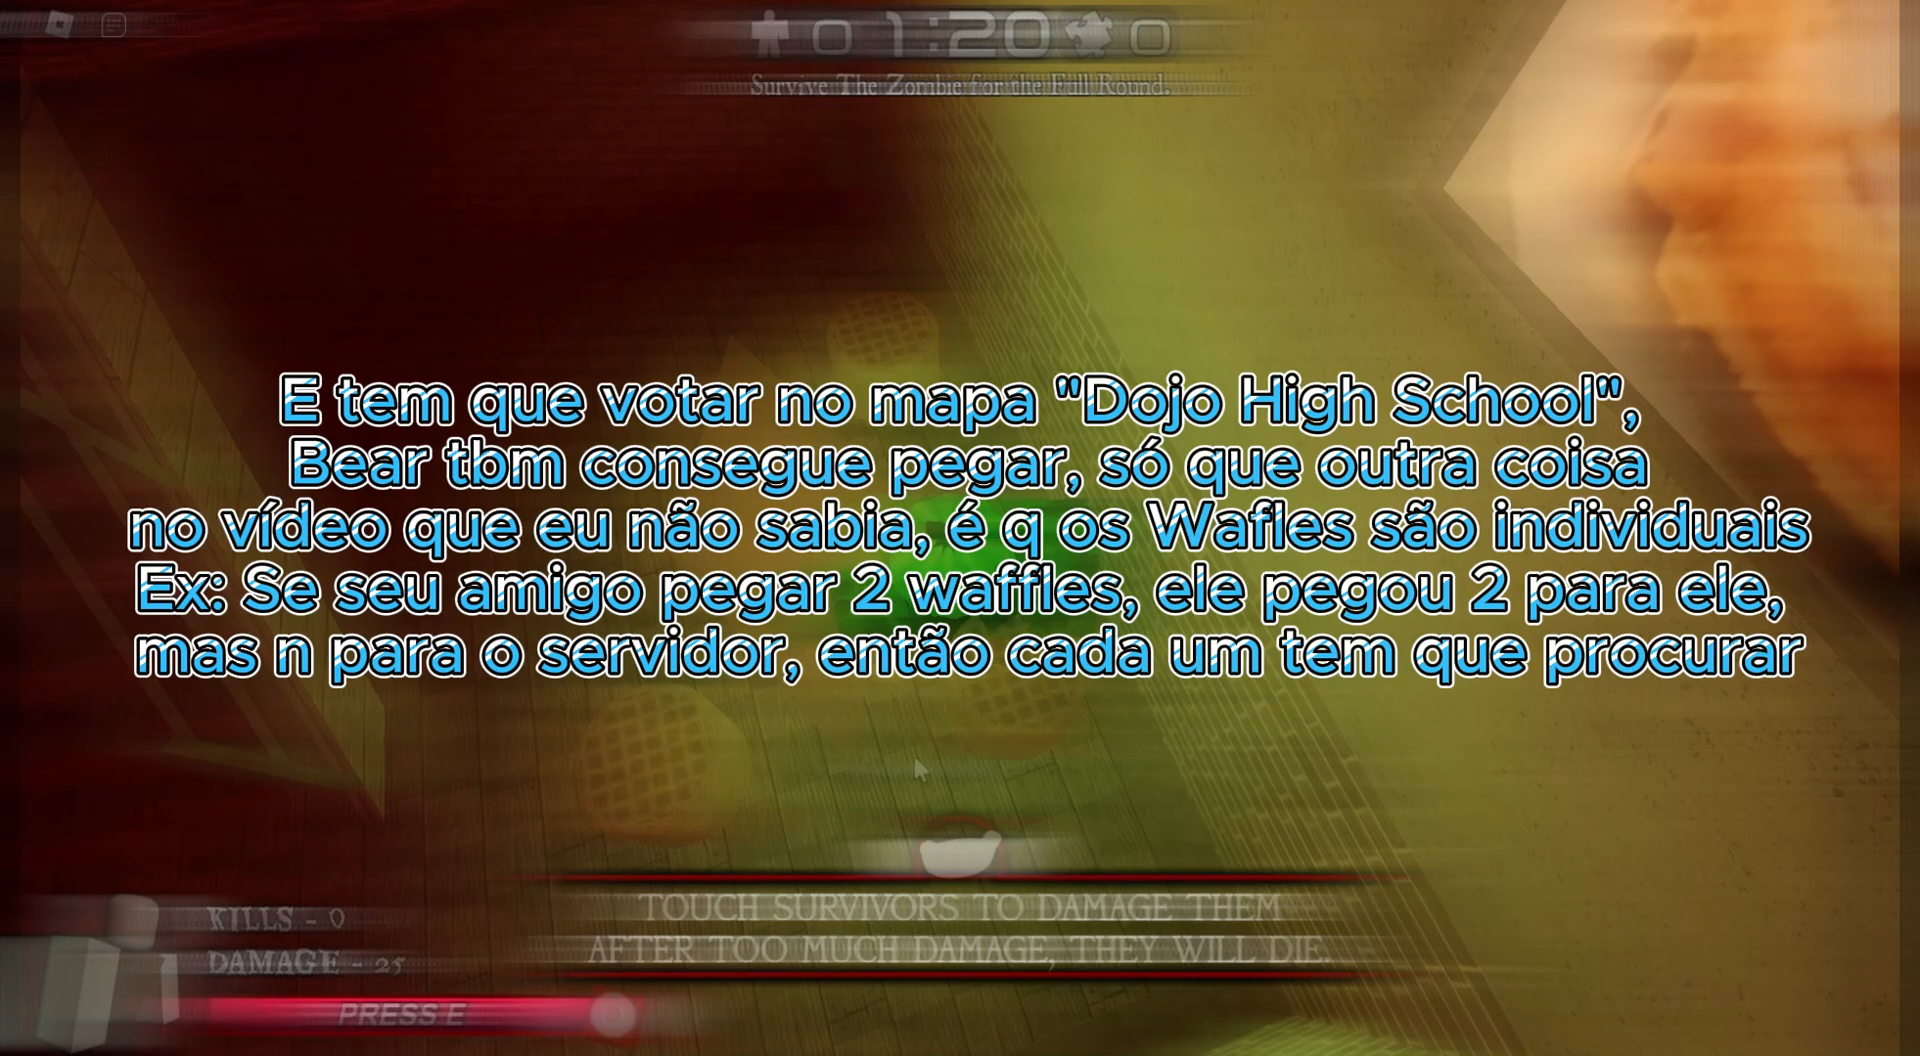 0 1:20 0
Survive The Zombie for the Full Round.
E tem que votar no mapa "Dojo High School",
Bear tbm consegue pegar, só que outra coisa
no vídeo que eu não sabia, é q os Wafles são individuais
Ex: Se seu amigo pegar 2 waffles, ele pegou 2 para ele,
mas n para o servidor, então cada um tem que procurar
TOUCH SURVIVORS TO DAMAGE THEM
AFTER TOO MUCH DAMAGE, THEY WILL DIE.
KILLS - 0
DAMAGE - 25
PRESS E